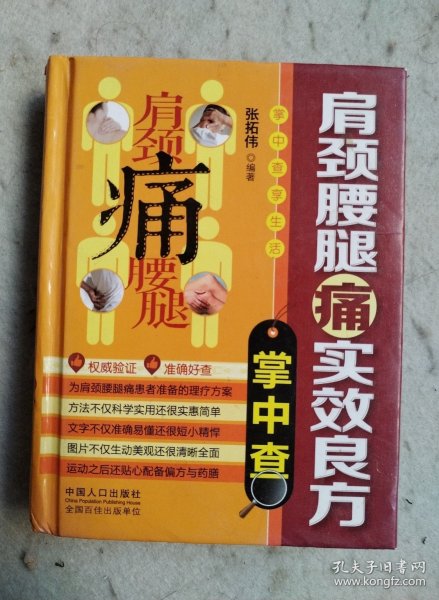 肩颈腰腿痛实效良方
掌中查享生活
张拓伟 ◎编著
肩颈
痛
腰腿
掌中查
权威验证 准确好查
为肩颈腰腿痛患者准备的理疗方案
方法不仅科学实用还很实惠简单
文字不仅准确易懂还很短小精悍
图片不仅生动美观还很清晰全面
运动之后还贴心配备偏方与药膳
中国人口出版社
China Population Publishing House
全国百佳出版单位
孔夫子旧书网
www.kongfz.com